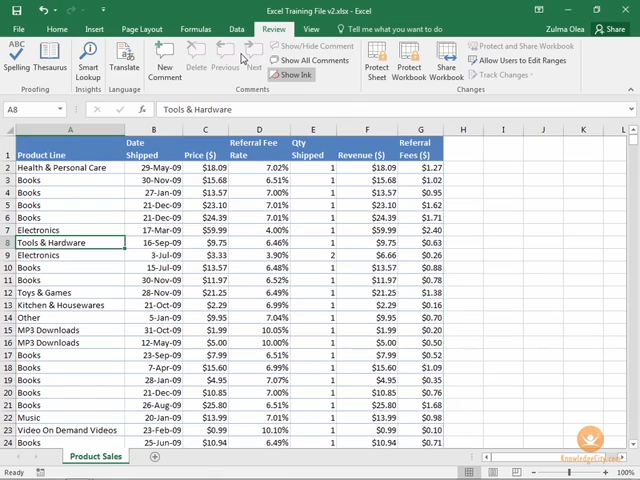 Excel Training File v2.xlsx - Excel
File Home Insert Page Layout Formulas Data Review View Tell me what you want to do Zulma Olea Share
ABC
Spelling Thesaurus Smart Lookup Translate New Comment Delete Previous Next
Show/Hide Comment
Show All Comments
Show Ink
Protect Sheet Protect Workbook Share Workbook
Protect and Share Workbook
Allow Users to Edit Ranges
Track Changes
Proofing Insights Language Comments Changes
A8 fx Tools & Hardware
A B C D E F G H I J K L
1 Product Line Date Shipped Price ($) Referral Fee Rate Qty Shipped Revenue ($) Referral Fees ($)
2 Health & Personal Care 29-May-09 $18.09 7.02% 1 $18.09 $1.27
3 Books 30-Nov-09 $15.68 6.53% 1 $15.68 $1.02
4 Books 27-Jan-09 $13.57 7.00% 1 $13.57 $0.95
5 Books 21-Dec-09 $23.10 7.01% 1 $23.10 $1.62
6 Books 21-Dec-09 $24.39 7.01% 1 $24.39 $1.71
7 Electronics 17-Mar-09 $59.99 4.00% 1 $59.99 $2.40
8 Tools & Hardware 16-Sep-09 $9.75 6.46% 1 $9.75 $0.63
9 Electronics 3-Jul-09 $3.33 3.90% 2 $6.66 $0.26
10 Books 15-Jul-09 $13.57 6.48% 1 $13.57 $0.88
11 Books 30-Nov-09 $11.97 6.52% 1 $11.97 $0.78
12 Toys & Games 28-Nov-09 $21.25 6.49% 1 $21.25 $1.38
13 Kitchen & Housewares 21-Oct-09 $2.29 6.99% 1 $2.29 $0.16
14 Other 5-Jan-09 $9.95 7.04% 1 $9.95 $0.70
15 MP3 Downloads 31-Oct-09 $1.99 10.05% 1 $1.99 $0.20
16 MP3 Downloads 12-May-09 $5.00 10.00% 1 $5.00 $0.50
17 Books 23-Sep-09 $7.99 6.51% 1 $7.99 $0.52
18 Books 7-Apr-09 $15.60 6.99% 1 $15.60 $1.09
19 Books 28-Jan-09 $4.95 7.07% 1 $4.95 $0.35
20 Books 21-Dec-09 $10.85 7.00% 1 $10.85 $0.76
21 Books 26-Aug-09 $25.80 6.51% 1 $25.80 $1.68
22 Music 20-Jan-09 $13.99 7.01% 1 $13.99 $0.98
23 Video On Demand Videos 30-Jun-09 $0.99 10.10% 1 $0.99 $0.10
24 Books 25-Jun-09 $10.94 6.49% 1 $10.94 $0.71
Product Sales
KnowledgeCity.com
Ready 100%